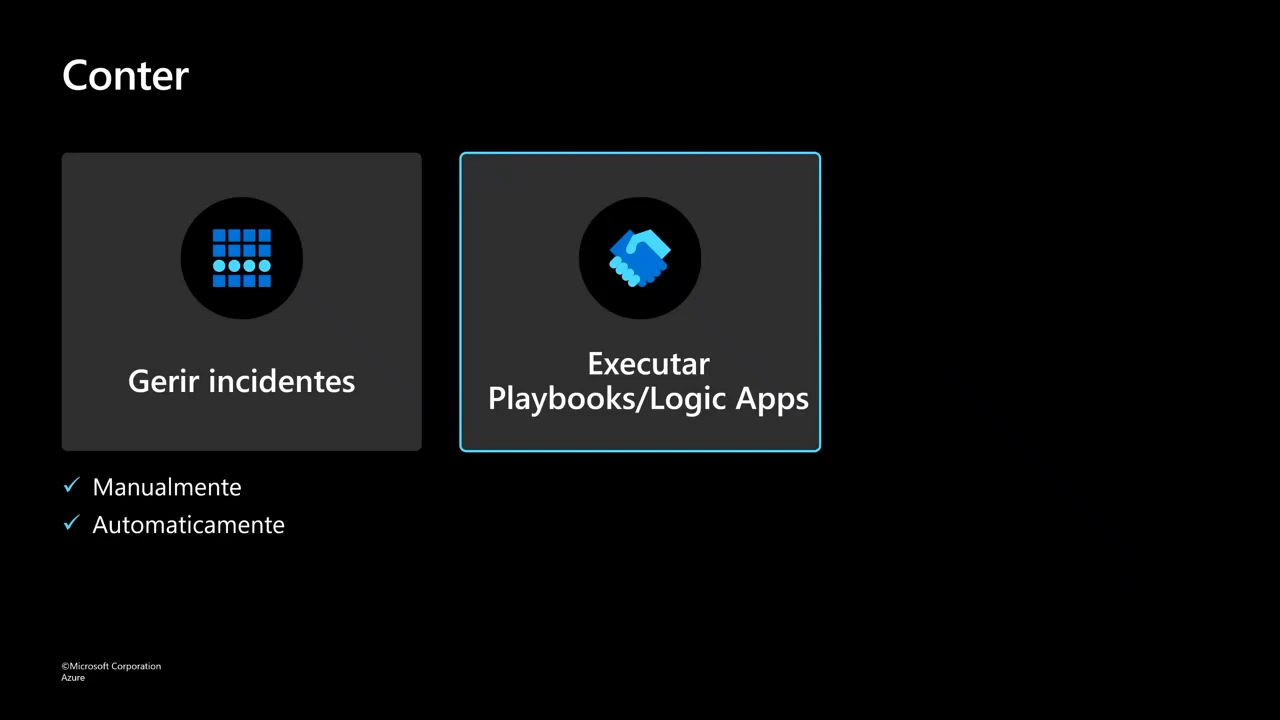 Conter
Gerir incidentes
Executar
Playbooks/Logic Apps
Manualmente
Automaticamente
©Microsoft Corporation
Azure